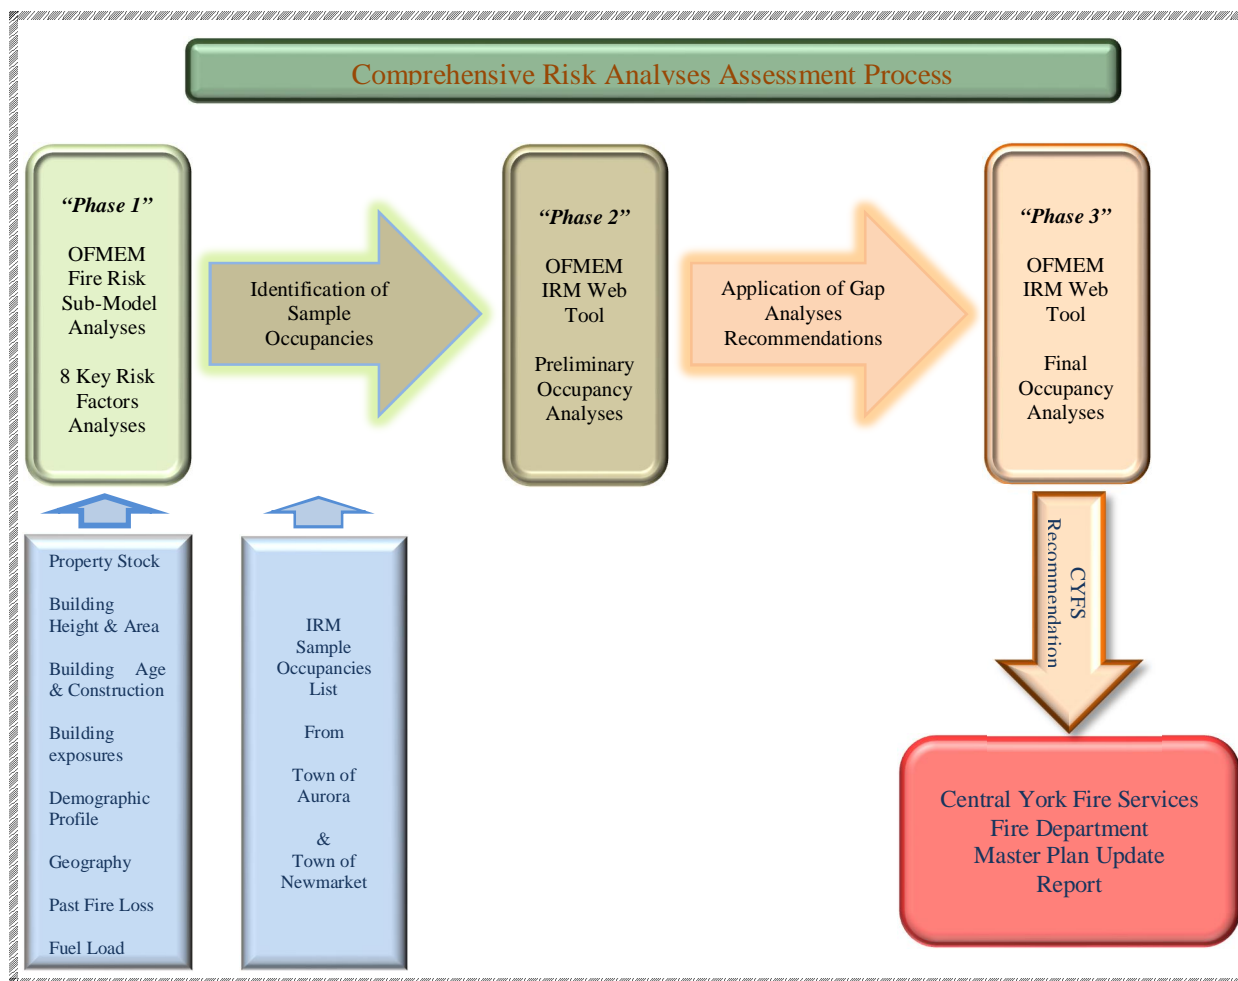 Comprehensive Risk Analyses Assessment Process
“Phase 1”
OFMEM
Fire Risk
Sub-Model
Analyses
8 Key Risk
Factors
Analyses
Identification of
Sample
Occupancies
“Phase 2”
OFMEM
IRM Web
Tool
Preliminary
Occupancy
Analyses
Application of Gap
Analyses
Recommendations
“Phase 3”
OFMEM
IRM Web
Tool
Final
Occupancy
Analyses
Property Stock
Building
Height & Area
Building Age
& Construction
Building
exposures
Demographic
Profile
Geography
Past Fire Loss
Fuel Load
IRM
Sample
Occupancies
List
From
Town of
Aurora
&
Town of
Newmarket
CYFS
Recommendation
Central York Fire Services
Fire Department
Master Plan Update
Report